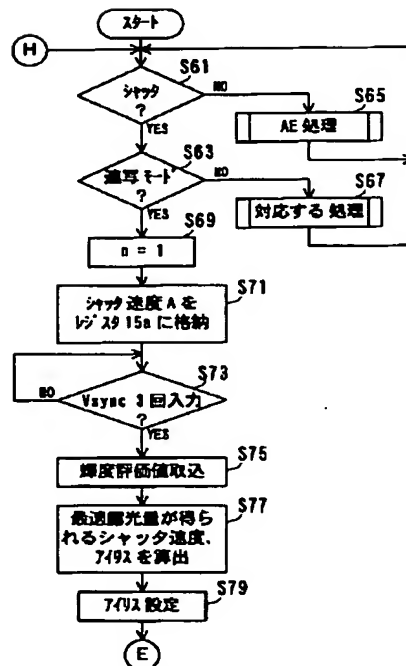 スタート
H
S61
シャッタ
?
NO
YES
S65
AE 処理
S63
連写モード
?
NO
YES
S67
対応する 処理
S69
n = 1
S71
シャッタ 速度 A を
レジスタ 15a に格納
S73
Vsync 3 回入力
?
NO
YES
S75
輝度評価値取込
S77
最速露光量が得ら
れるシャッタ速度、
アイリス を算出
S79
アイリス 設定
E